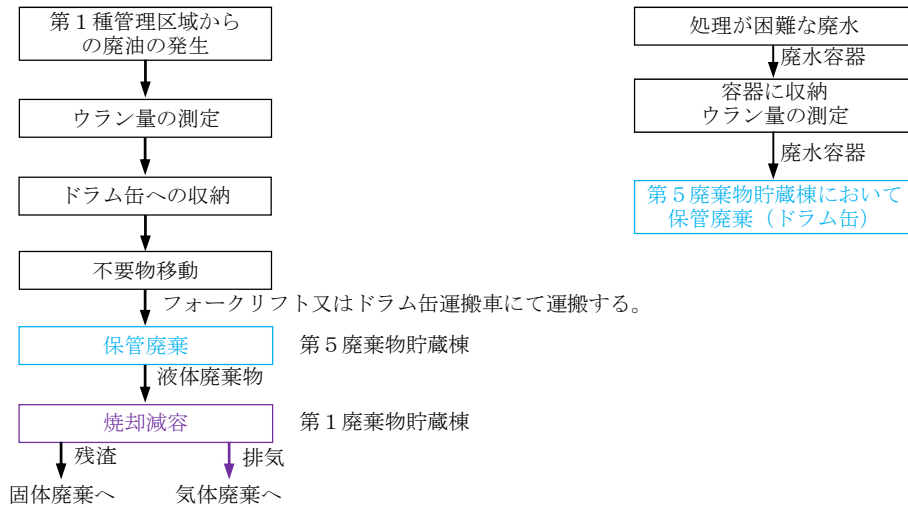 第１種管理区域から
の廃油の発生
ウラン量の測定
ドラム缶への収納
不要物移動
フォークリフト又はドラム缶運搬車にて運搬する。
保管廃棄
第５廃棄物貯蔵棟
液体廃棄物
焼却減容
第１廃棄物貯蔵棟
残渣
排気
固体廃棄へ
気体廃棄へ
処理が困難な廃水
廃水容器
容器に収納
ウラン量の測定
廃水容器
第５廃棄物貯蔵棟において
保管廃棄（ドラム缶）